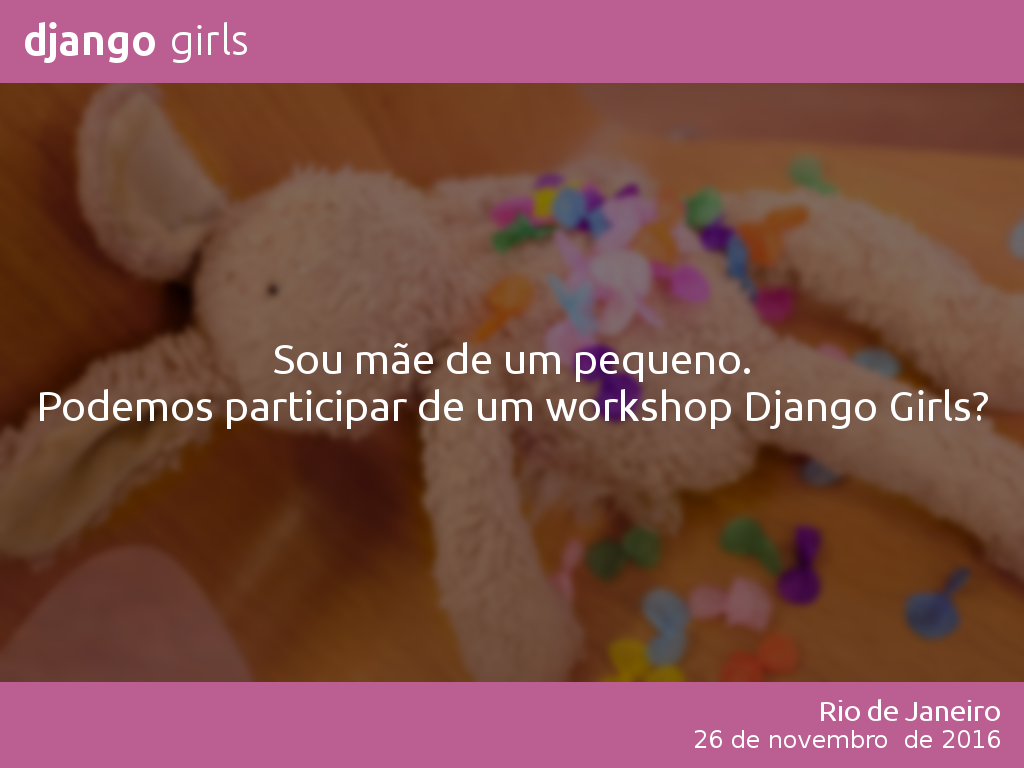 django girls
Sou mãe de um pequeno.
Podemos participar de um workshop Django Girls?
Rio de Janeiro
26 de novembro de 2016